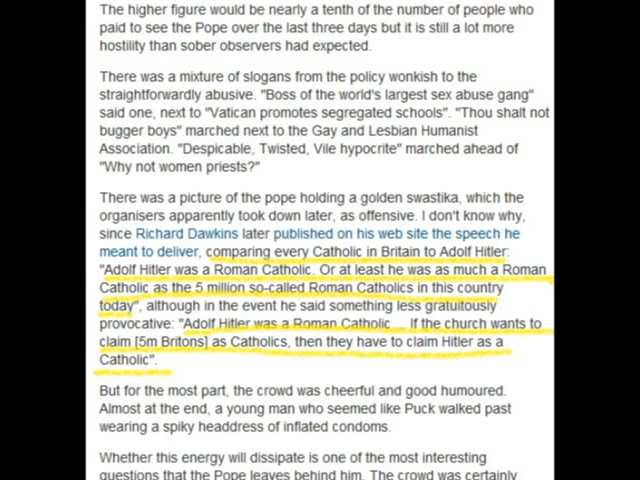 The higher figure would be nearly a tenth of the number of people who
paid to see the Pope over the last three days but it is still a lot more
hostility than sober observers had expected.
There was a mixture of slogans from the policy wonkish to the
straightforwardly abusive. "Boss of the world's largest sex abuse gang"
said one, next to "Vatican promotes segregated schools". "Thou shalt not
bugger boys" marched next to the Gay and Lesbian Humanist
Association. "Despicable, Twisted, Vile hypocrite" marched ahead of
"Why not women priests?"
There was a picture of the pope holding a golden swastika, which the
organisers apparently took down later, as offensive. I don't know why,
since Richard Dawkins later published on his web site the speech he
meant to deliver, comparing every Catholic in Britain to Adolf Hitler:
"Adolf Hitler was a Roman Catholic. Or at least he was as much a Roman
Catholic as the 5 million so-called Roman Catholics in this country
today", although in the event he said something less gratuitously
provocative: "Adolf Hitler was a Roman Catholic... If the church wants to
claim [5m Britons] as Catholics, then they have to claim Hitler as a
Catholic".
But for the most part, the crowd was cheerful and good humoured.
Almost at the end, a young man who seemed like Puck walked past
wearing a spiky headdress of inflated condoms.
Whether this energy will dissipate is one of the most interesting
questions that the Pope leaves behind him. The crowd was certainly